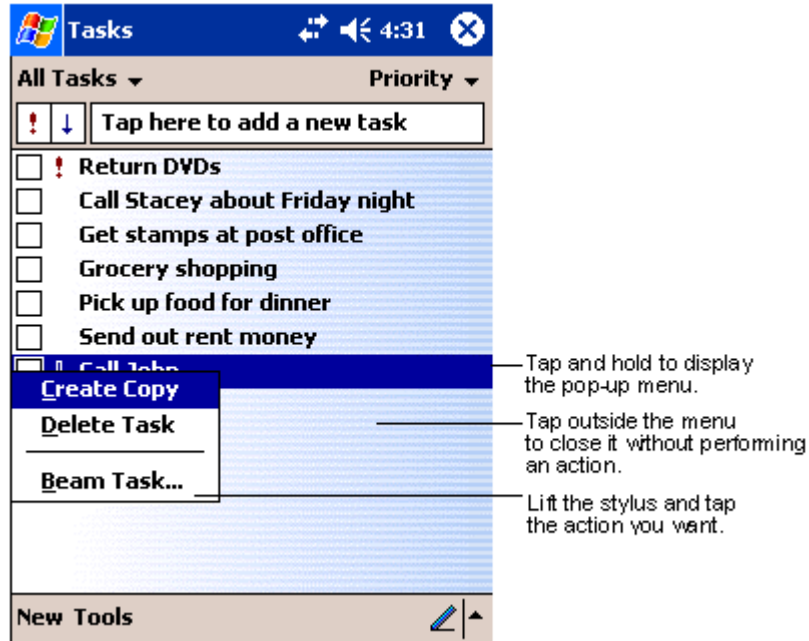 Tasks 4:31
All Tasks Priority
! ↓ Tap here to add a new task
! Return DVDs
Call Stacey about Friday night
Get stamps at post office
Grocery shopping
Pick up food for dinner
Send out rent money
↓ Call John
Create Copy
Delete Task
Beam Task...
Tap and hold to display
the pop-up menu.
Tap outside the menu
to close it without performing
an action.
Lift the stylus and tap
the action you want.
New Tools